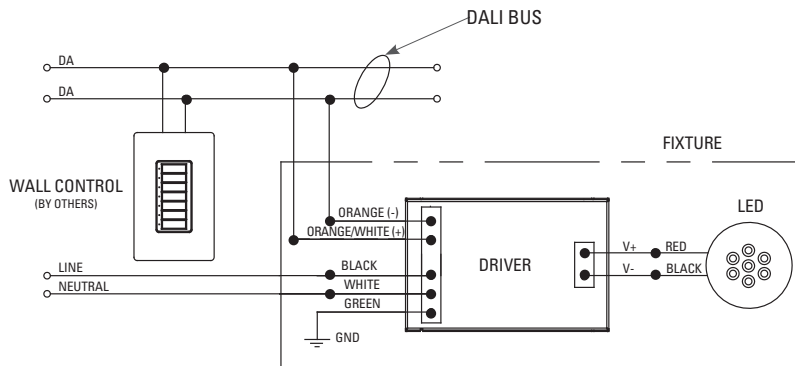 DALI BUS
DA
DA
FIXTURE
WALL CONTROL
(BY OTHERS)
LED
ORANGE (-)
ORANGE/WHITE (+)
V+ RED
DRIVER
LINE
BLACK
V- BLACK
NEUTRAL
WHITE
GREEN
GND